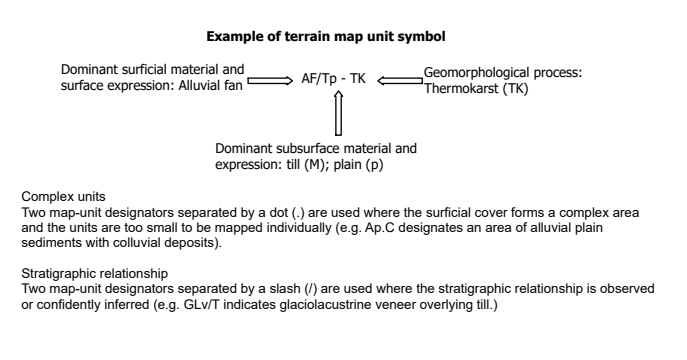 Example of terrain map unit symbol
Dominant surficial material and
surface expression: Alluvial fan
AF/Tp - TK
Geomorphological process:
Thermokarst (TK)
Dominant subsurface material and
expression: till (M); plain (p)
Complex units
Two map-unit designators separated by a dot (.) are used where the surficial cover forms a complex area
and the units are too small to be mapped individually (e.g. Ap.C designates an area of alluvial plain
sediments with colluvial deposits).
Stratigraphic relationship
Two map-unit designators separated by a slash (/) are used where the stratigraphic relationship is observed
or confidently inferred (e.g. GLv/T indicates glaciolacustrine veneer overlying till.)